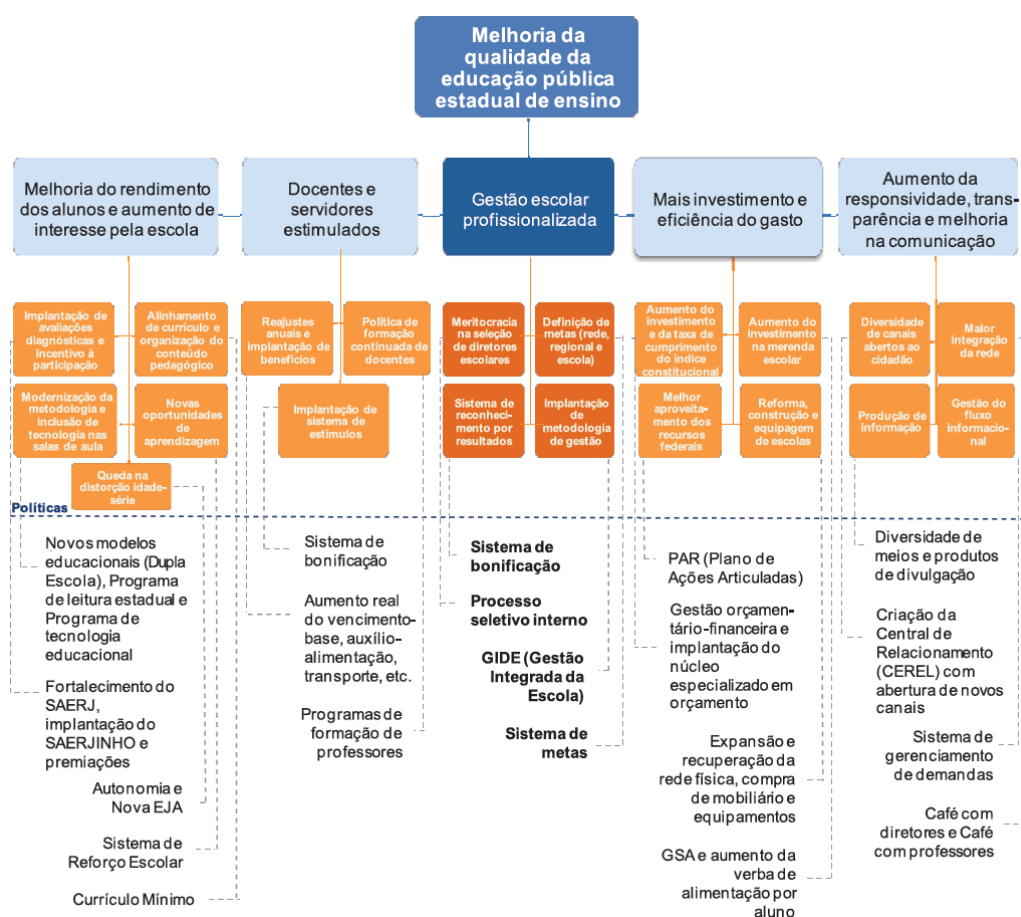 Melhoria da
qualidade da
educação pública
estadual de ensino
Melhoria do rendimento
dos alunos e aumento de
interesse pela escola
Docentes e
servidores
estimulados
Gestão escolar
profissionalizada
Mais investimento e
eficiência do gasto
Aumento da
responsividade, trans-
parência e melhoria
na comunicação
Implantação de
avaliações
diagnósticas e
incentivo à
participação
Alinhamento
de currículo e
organização do
conteúdo
pedagógico
Modernização da
metodologia e
inclusão de
tecnologia nas
salas de aula
Novas
oportunidades
de
aprendizagem
Queda na
distorção idade-
série
Reajustes
anuais e
implantação
de benefícios
Política de
formação
continuada de
docentes
Implantação de
sistema de
estímulos
Meritocracia
na seleção
de diretores
escolares
Definição de
metas (rede,
regional e
escola)
Sistema de
reconheci-
mento por
resultados
Implantação
de
metodologia
de gestão
Aumento do
investimento
e da taxa de
cumprimento
do índice
constitucional
Aumento do
investimento
na merenda
escolar
Melhor
aproveita-
mento dos
recursos
federais
Reforma,
construção e
equipagem de
escolas
Diversidade
de canais
abertos ao
cidadão
Maior
integração
da rede
Produção de
informação
Gestão do
fluxo
informacio-
nal
Políticas
Novos modelos
educacionais (Dupla
Escola), Programa
de leitura estadual e
Programa de
tecnologia
educacional
Fortalecimento do
SAERJ,
implantação do
SAERJINHO e
premiações
Autonomia e
Nova EJA
Sistema de
Reforço Escolar
Currículo Mínimo
Sistema de
bonificação
Aumento real
do vencimento-
base, auxílio-
alimentação,
transporte, etc.
Programas de
formação de
professores
Sistema de
bonificação
Processo
seletivo interno
GIDE (Gestão
Integrada da
Escola)
Sistema de
metas
PAR (Plano de
Ações Articuladas)
Gestão orçamen-
tário-financeira e
implantação do
núcleo
especializado em
orçamento
Expansão e
recuperação da
rede física, compra
de mobiliário e
equipamentos
GSA e aumento da
verba de
alimentação por
aluno
Diversidade de
meios e produtos
de divulgação
Criação da
Central de
Relacionamento
(CEREL) com
abertura de novos
canais
Sistema de
gerenciamento
de demandas
Café com
diretores e Café
com professores